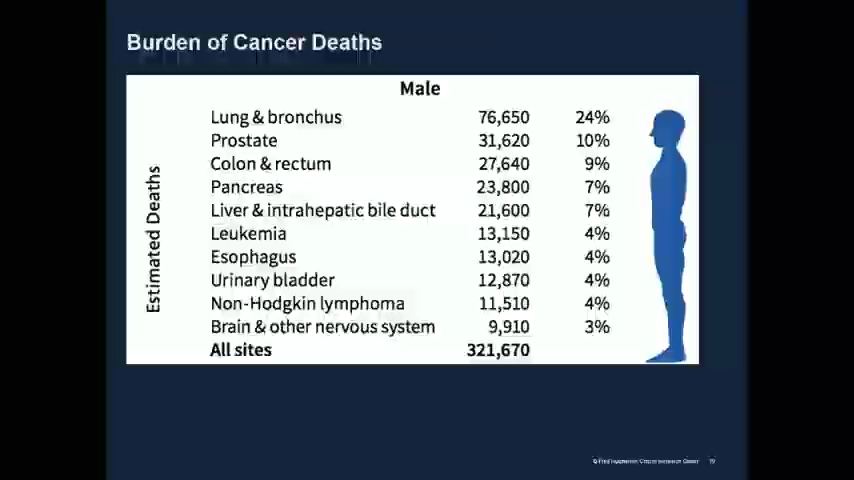 Burden of Cancer Deaths
Male
Estimated Deaths
Lung & bronchus 76,650 24%
Prostate 31,620 10%
Colon & rectum 27,640 9%
Pancreas 23,800 7%
Liver & intrahepatic bile duct 21,600 7%
Leukemia 13,150 4%
Esophagus 13,020 4%
Urinary bladder 12,870 4%
Non-Hodgkin lymphoma 11,510 4%
Brain & other nervous system 9,910 3%
All sites 321,670